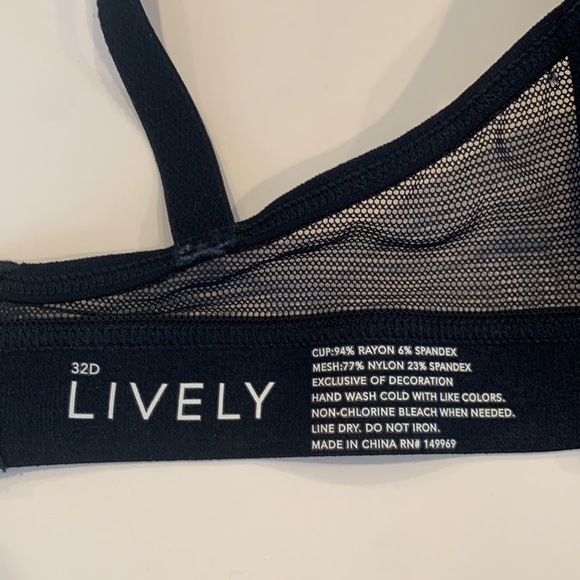 32D
LIVELY
CUP:94% RAYON 6% SPANDEX
MESH:77% NYLON 23% SPANDEX
EXCLUSIVE OF DECORATION
HAND WASH COLD WITH LIKE COLORS.
NON-CHLORINE BLEACH WHEN NEEDED.
LINE DRY. DO NOT IRON.
MADE IN CHINA RN# 149969